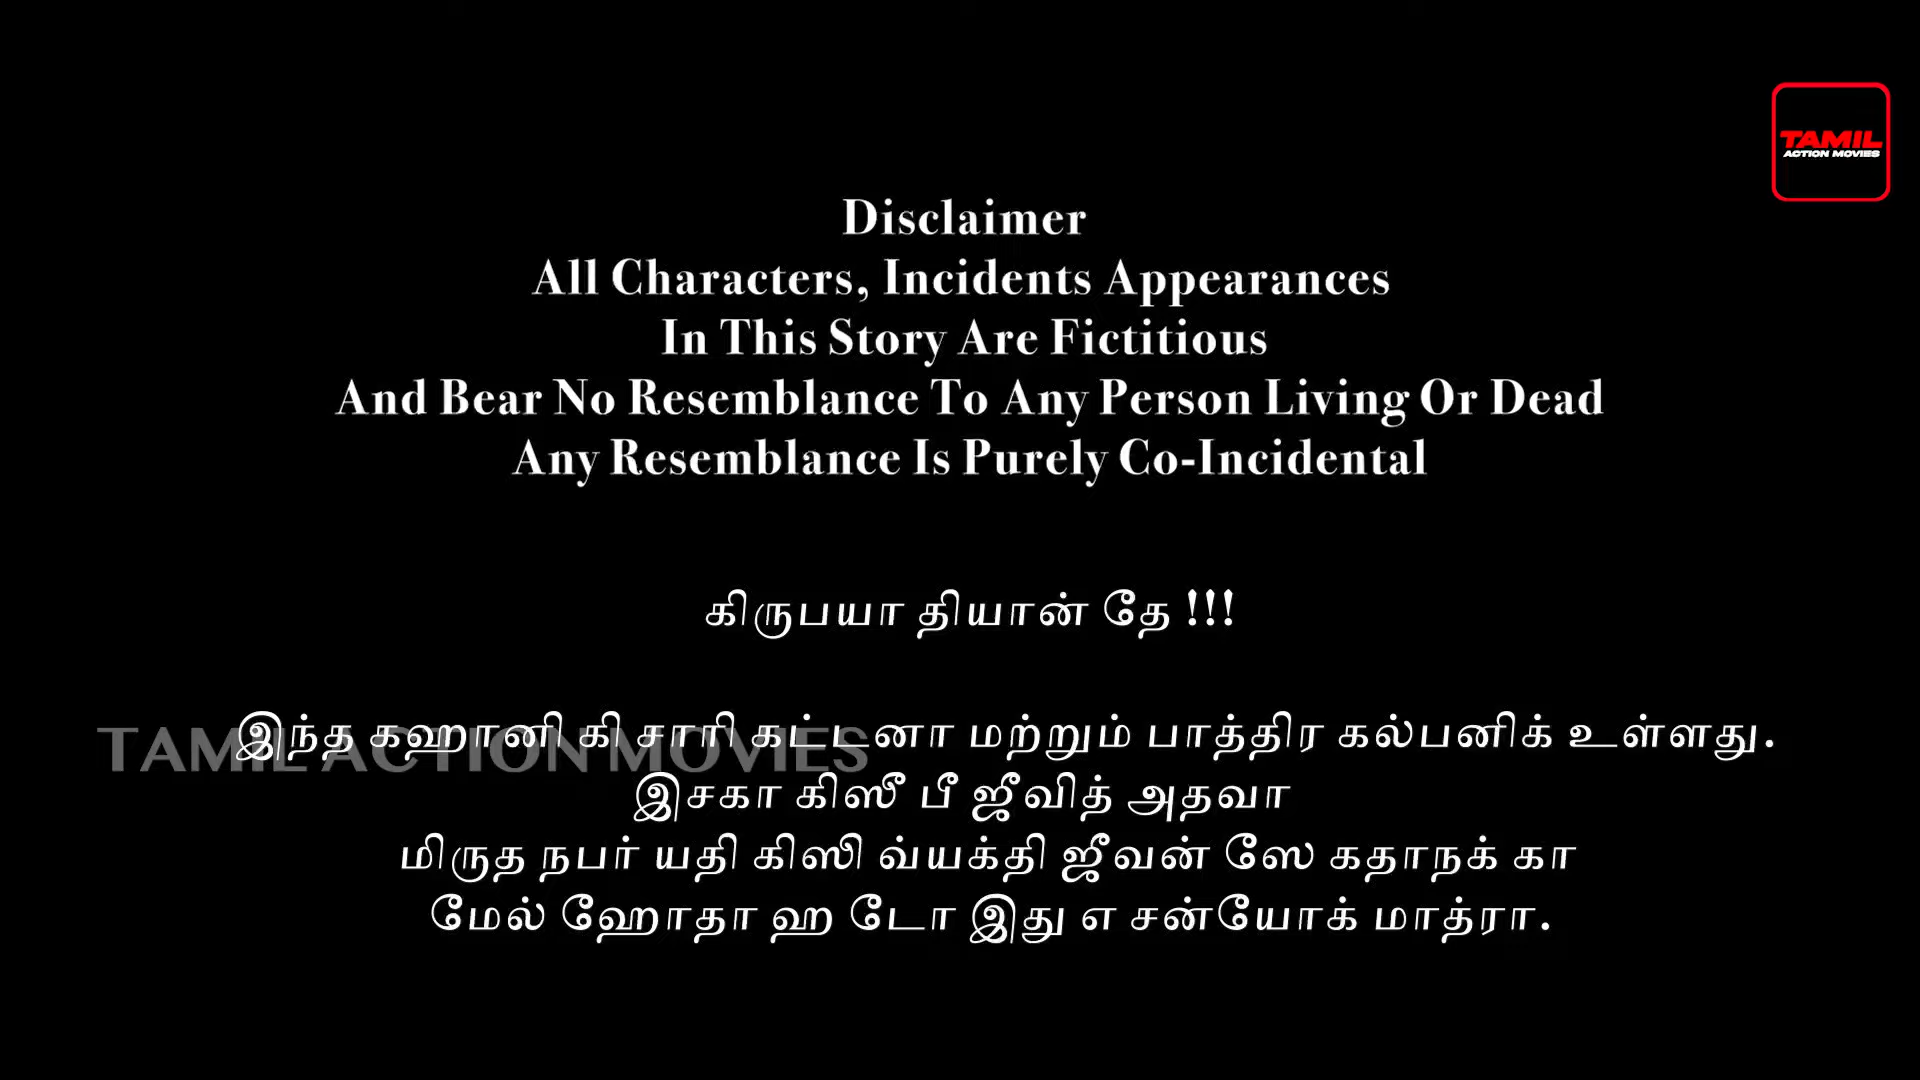 TAMIL
ACTION MOVIES
Disclaimer
All Characters, Incidents Appearances
In This Story Are Fictitious
And Bear No Resemblance To Any Person Living Or Dead
Any Resemblance Is Purely Co-Incidental
கிருபயா தியான் தே !!!
இந்த கஹானி கி சாரி கட்டனா மற்றும் பாத்திர கல்பனிக் உள்ளது.
TAMIL ACTION MOVIES
இசகா கிஸீ பீ ஜீவித் அதவா
மிருத நபர் யதி கிஸி வ்யக்தி ஜீவன் ஸே கதாநக் கா
மேல் ஹோதா ஹ டோ இது எ சன்யோக் மாத்ரா.